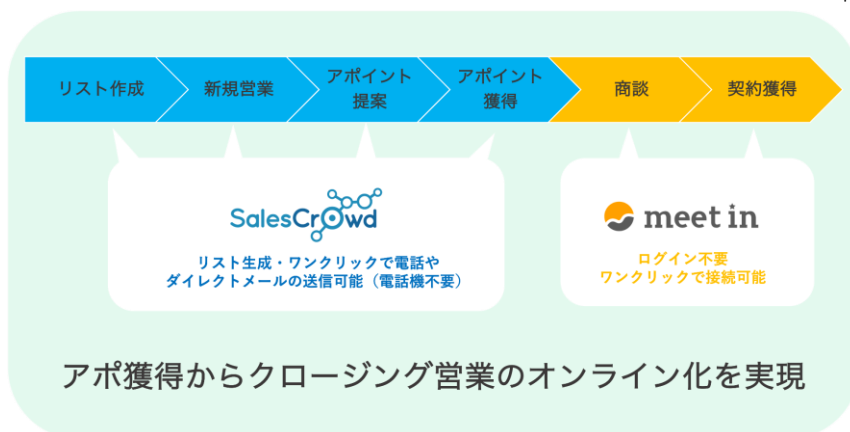 リスト作成
新規営業
アポイント
提案
アポイント
獲得
商談
契約獲得
SalesCrowd
リスト生成・ワンクリックで電話や
ダイレクトメールの送信可能（電話機不要）
meet in
ログイン不要
ワンクリックで接続可能
アポ獲得からクロージング営業のオンライン化を実現